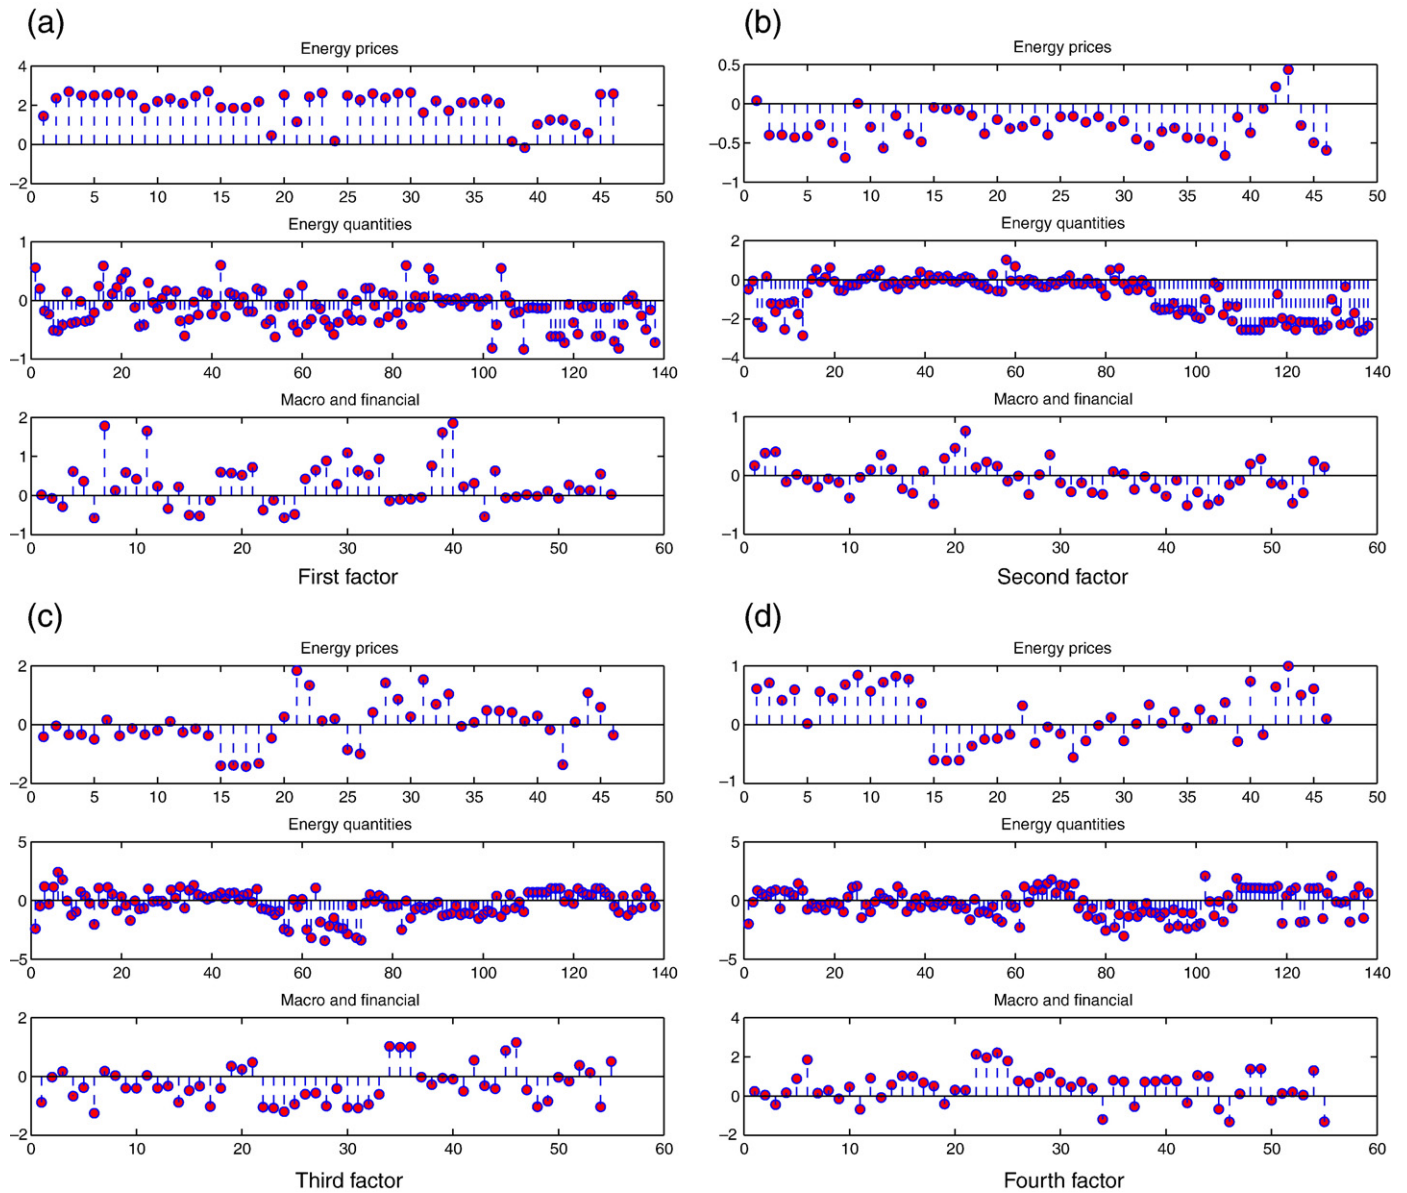 (a)
Energy prices
4
2
0
−2
0 5 10 15 20 25 30 35 40 45 50
Energy quantities
1
0
−1
0 20 40 60 80 100 120 140
Macro and financial
2
1
0
−1
0 10 20 30 40 50 60
First factor
(b)
Energy prices
0.5
0
−0.5
−1
0 5 10 15 20 25 30 35 40 45 50
Energy quantities
2
0
−2
−4
0 20 40 60 80 100 120 140
Macro and financial
1
0
−1
0 10 20 30 40 50 60
Second factor
(c)
Energy prices
2
0
−2
0 5 10 15 20 25 30 35 40 45 50
Energy quantities
5
0
−5
0 20 40 60 80 100 120 140
Macro and financial
2
0
−2
0 10 20 30 40 50 60
Third factor
(d)
Energy prices
1
0
−1
0 5 10 15 20 25 30 35 40 45 50
Energy quantities
5
0
−5
0 20 40 60 80 100 120 140
Macro and financial
4
2
0
−2
0 10 20 30 40 50 60
Fourth factor